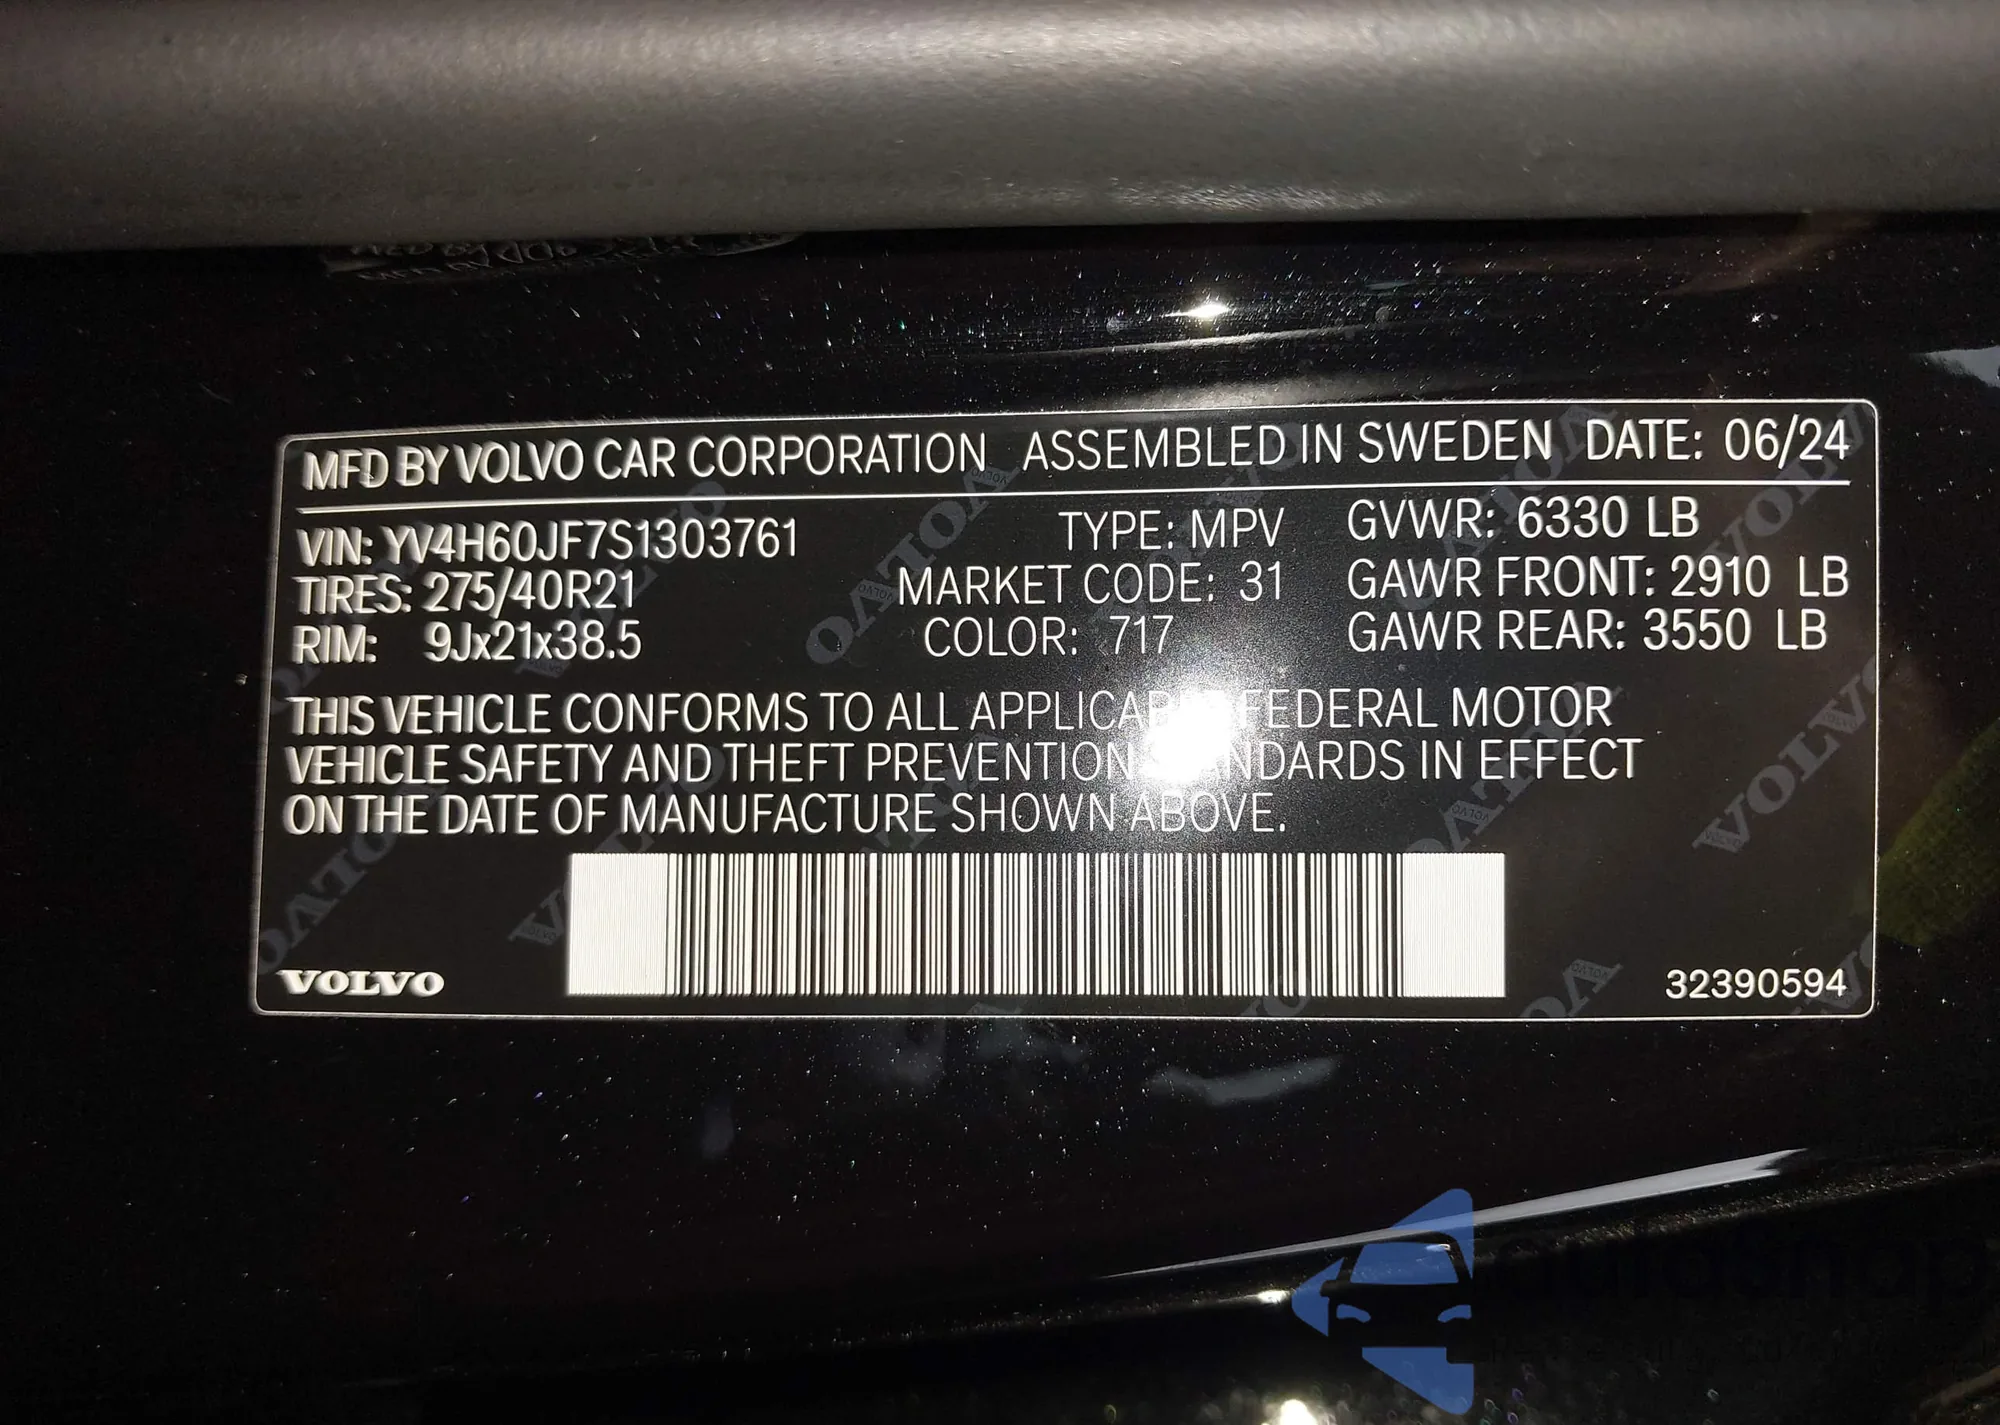 MFD BY VOLVO CAR CORPORATION ASSEMBLED IN SWEDEN DATE: 06/24
VIN: YV4H60JF7S1303761 TYPE: MPV GVWR: 6330 LB
TIRES: 275/40R21 MARKET CODE: 31 GAWR FRONT: 2910 LB
RIM: 9Jx21x38.5 COLOR: 717 GAWR REAR: 3550 LB
THIS VEHICLE CONFORMS TO ALL APPLICABLE FEDERAL MOTOR
VEHICLE SAFETY AND THEFT PREVENTION STANDARDS IN EFFECT
ON THE DATE OF MANUFACTURE SHOWN ABOVE.
VOLVO
32390594